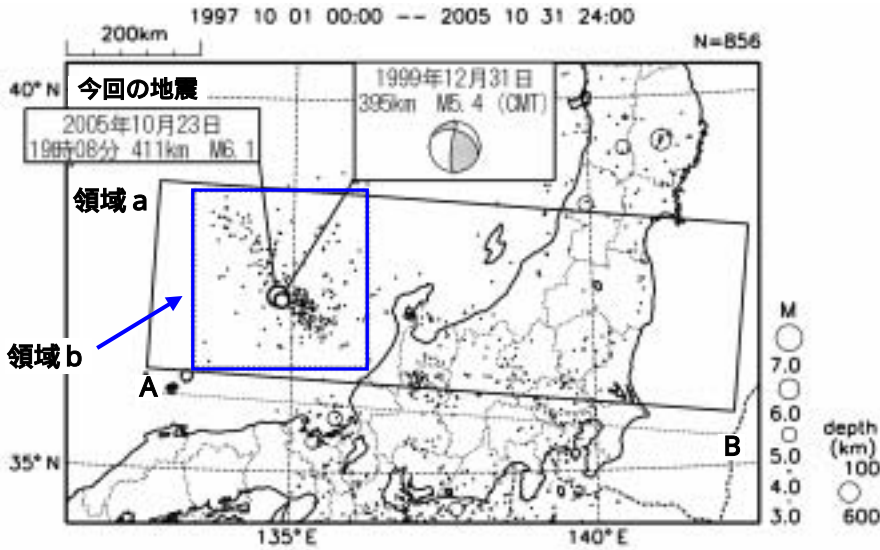 1997 10 01 00:00 -- 2005 10 31 24:00
200km
N=856
40°N
今回の地震
2005年10月23日
19時08分 411km M6.1
1999年12月31日
395km M5.4 (CMT)
領域a
領域b
A
B
35°N
135°E
140°E
M
7.0
6.0
5.0
4.0
3.0
depth
(km)
100
600